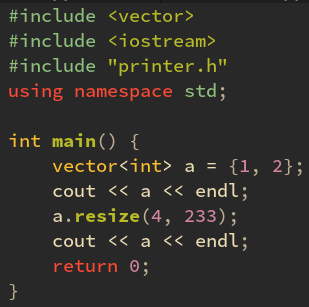 #include <vector>
#include <iostream>
#include "printer.h"
using namespace std;

int main() {
    vector<int> a = {1, 2};
    cout << a << endl;
    a.resize(4, 233);
    cout << a << endl;
    return 0;
}